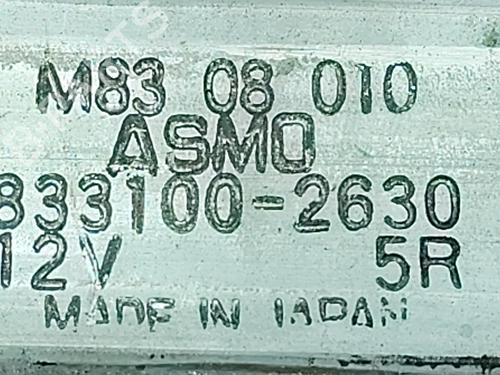 M83 08 010
ASMO
833100-2630
12V 5R
MADE IN JAPAN